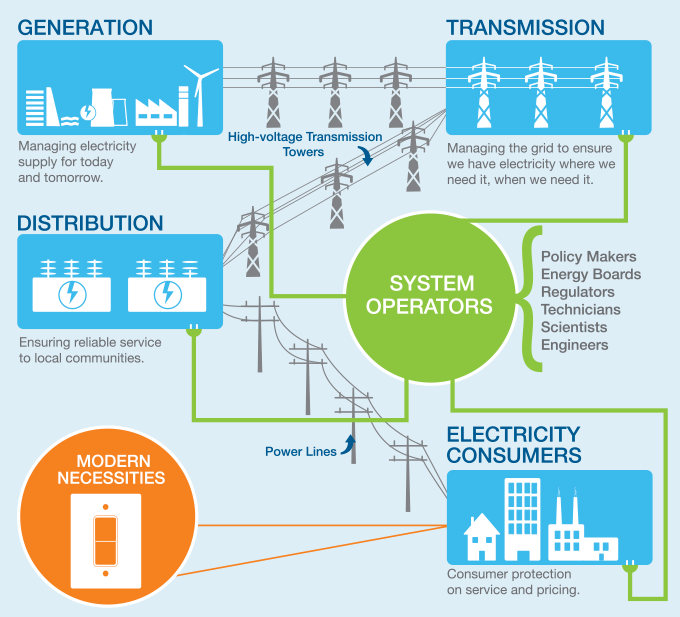 GENERATION
Managing electricity
supply for today
and tomorrow.
TRANSMISSION
Managing the grid to ensure
we have electricity where we
need it, when we need it.
High-voltage Transmission
Towers
DISTRIBUTION
Ensuring reliable service
to local communities.
SYSTEM
OPERATORS
Policy Makers
Energy Boards
Regulators
Technicians
Scientists
Engineers
Power Lines
MODERN
NECESSITIES
ELECTRICITY
CONSUMERS
Consumer protection
on service and pricing.